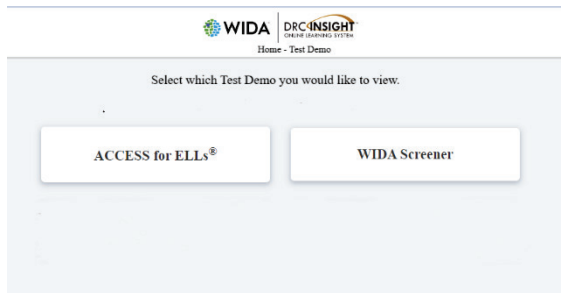 WIDA DRC INSIGHT
ONLINE LEARNING SYSTEM
Home - Test Demo
Select which Test Demo you would like to view.
ACCESS for ELLs® WIDA Screener